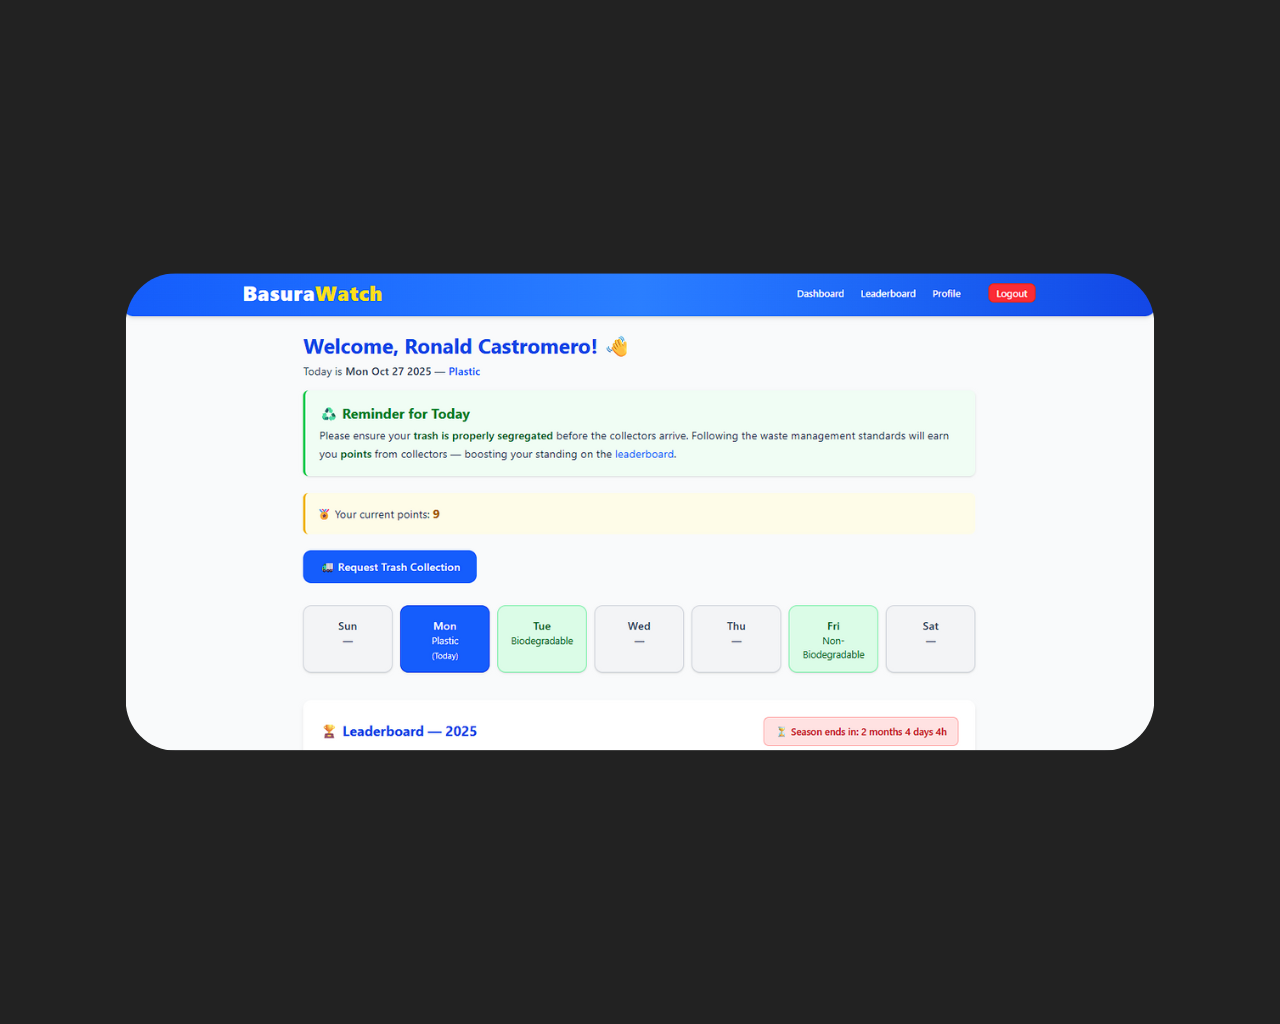 BasuraWatch
Dashboard Leaderboard Profile Logout
Welcome, Ronald Castromero! 👋
Today is Mon Oct 27 2025 — Plastic
♻️ Reminder for Today
Please ensure your trash is properly segregated before the collectors arrive. Following the waste management standards will earn
you points from collectors — boosting your standing on the leaderboard.
🏅 Your current points: 9
🚛 Request Trash Collection
Sun Mon Tue Wed Thu Fri Sat
— Plastic Biodegradable — — Non- —
(Today) Biodegradable
🏆 Leaderboard — 2025
⏳ Season ends in: 2 months 4 days 4h